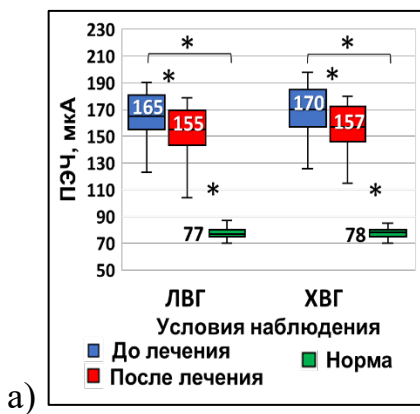 230
210
190
170
150
130
110
90
70
50
ПЭЧ, мкА
*
*
*
*
*
*
165
155
77
170
157
78
ЛВГ
ХВГ
Условия наблюдения
До лечения
Норма
После лечения
а)